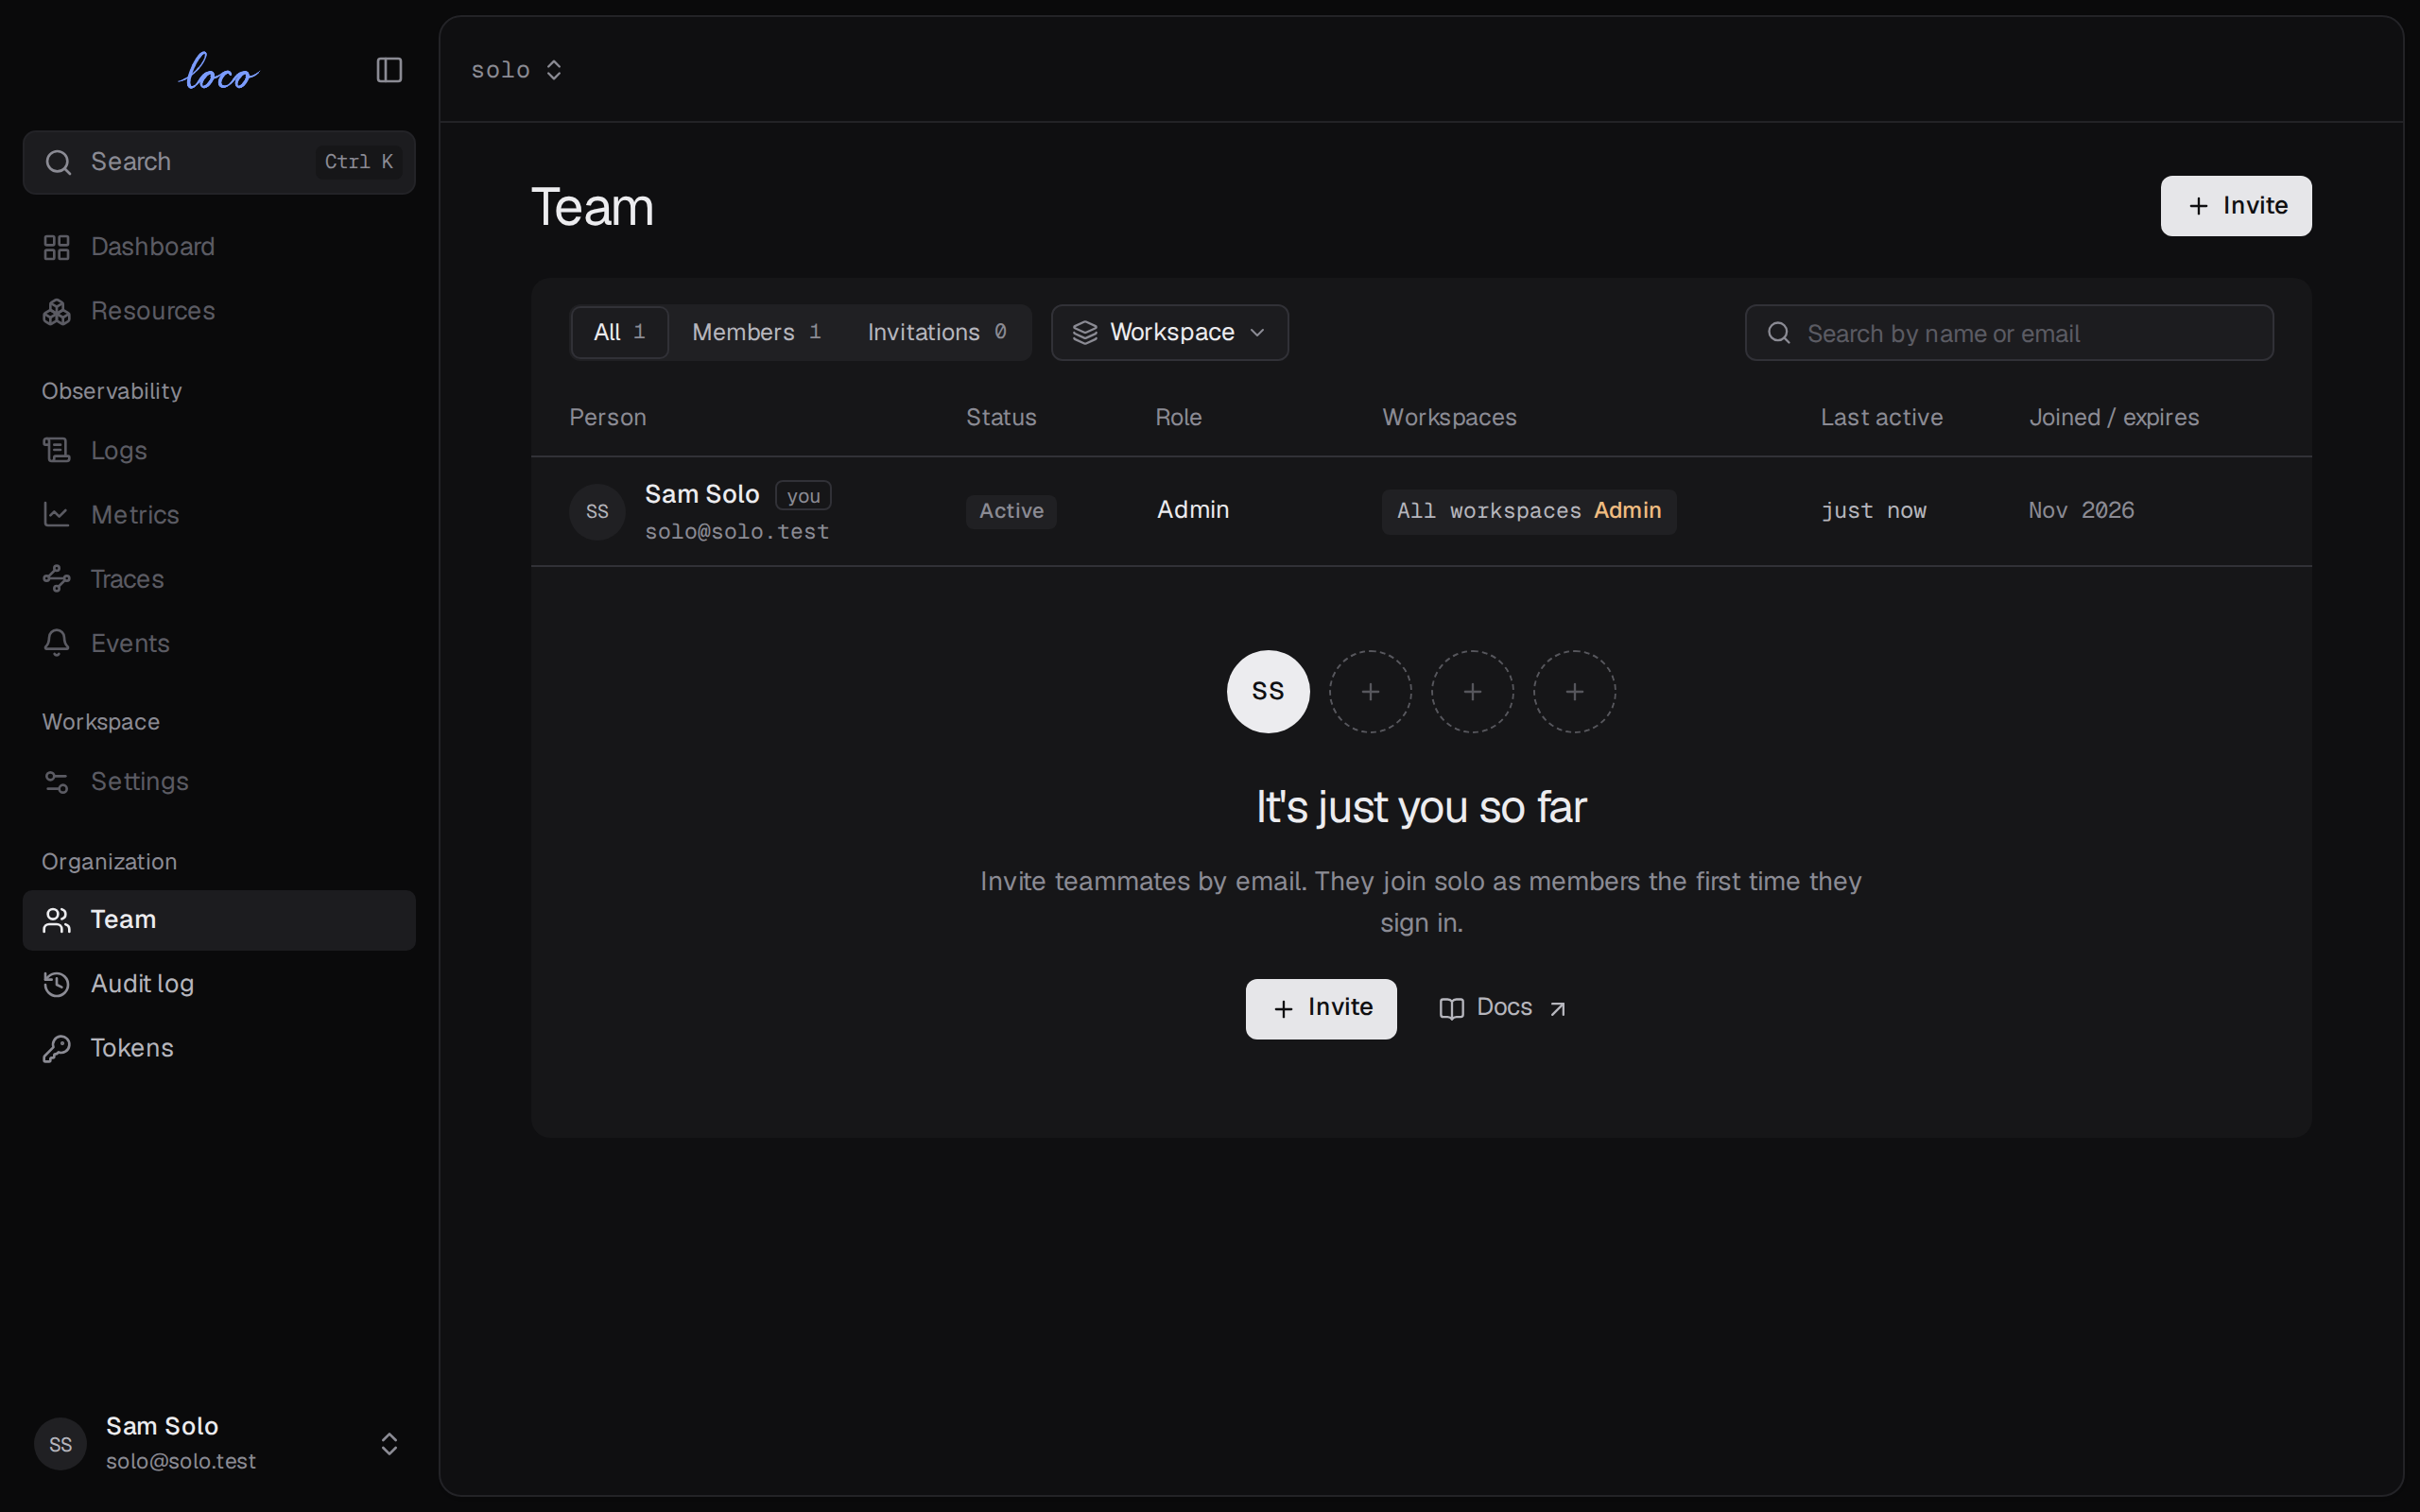 loco
Search Ctrl K
Dashboard
Resources
Observability
Logs
Metrics
Traces
Events
Workspace
Settings
Organization
Team
Audit log
Tokens
SS Sam Solo
solo@solo.test
solo
Team
Invite
All 1 Members 1 Invitations 0 Workspace Search by name or email
Person Status Role Workspaces Last active Joined / expires
SS Sam Solo you Active Admin All workspaces Admin just now Nov 2026
solo@solo.test
SS
It's just you so far
Invite teammates by email. They join solo as members the first time they
sign in.
Invite Docs